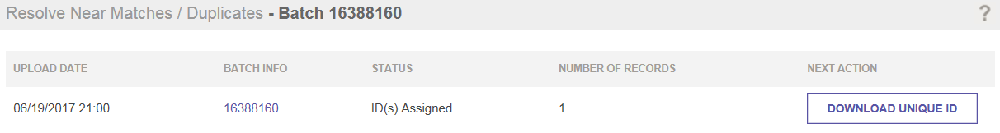 Resolve Near Matches / Duplicates - Batch 16388160
?
UPLOAD DATE BATCH INFO STATUS NUMBER OF RECORDS NEXT ACTION
06/19/2017 21:00 16388160 ID(s) Assigned. 1 DOWNLOAD UNIQUE ID